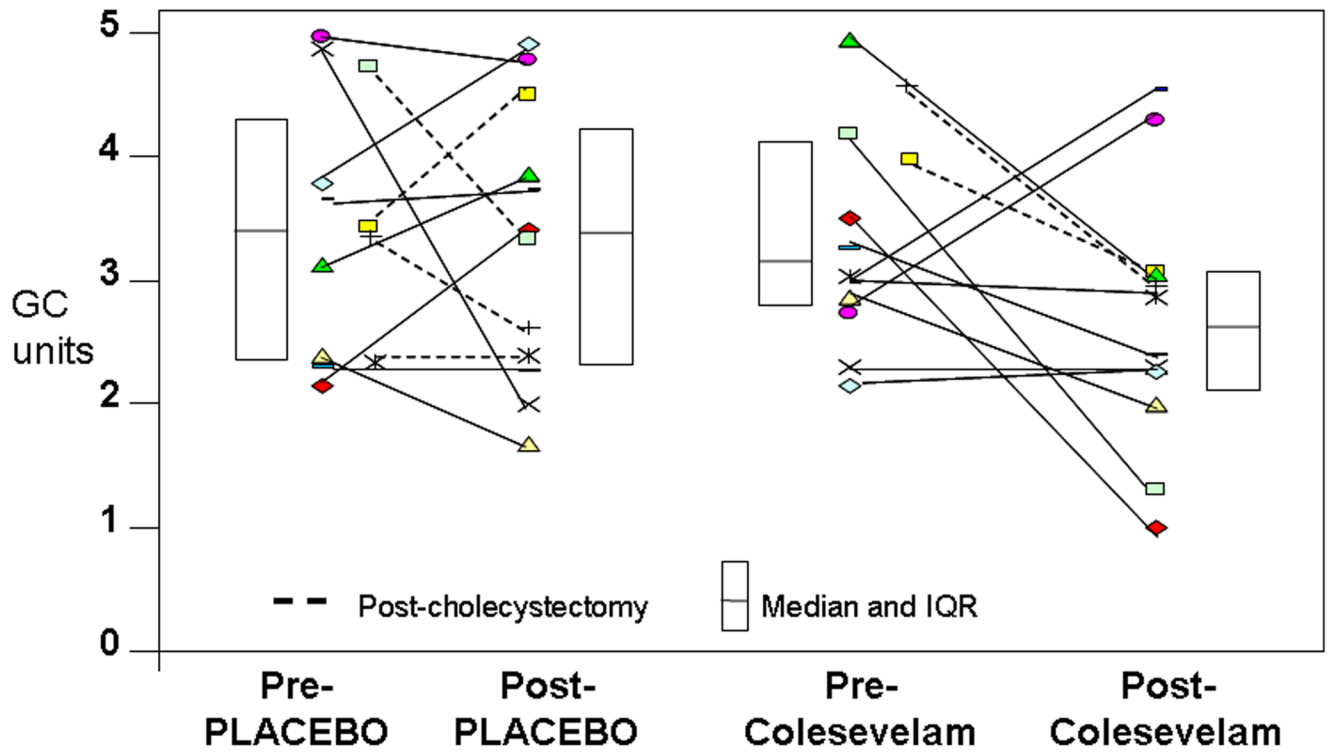 5
4
3
GC
units
2
1
Post-cholecystectomy
Median and IQR
0
Pre-
PLACEBO
Post-
PLACEBO
Pre-
Colesevelam
Post-
Colesevelam